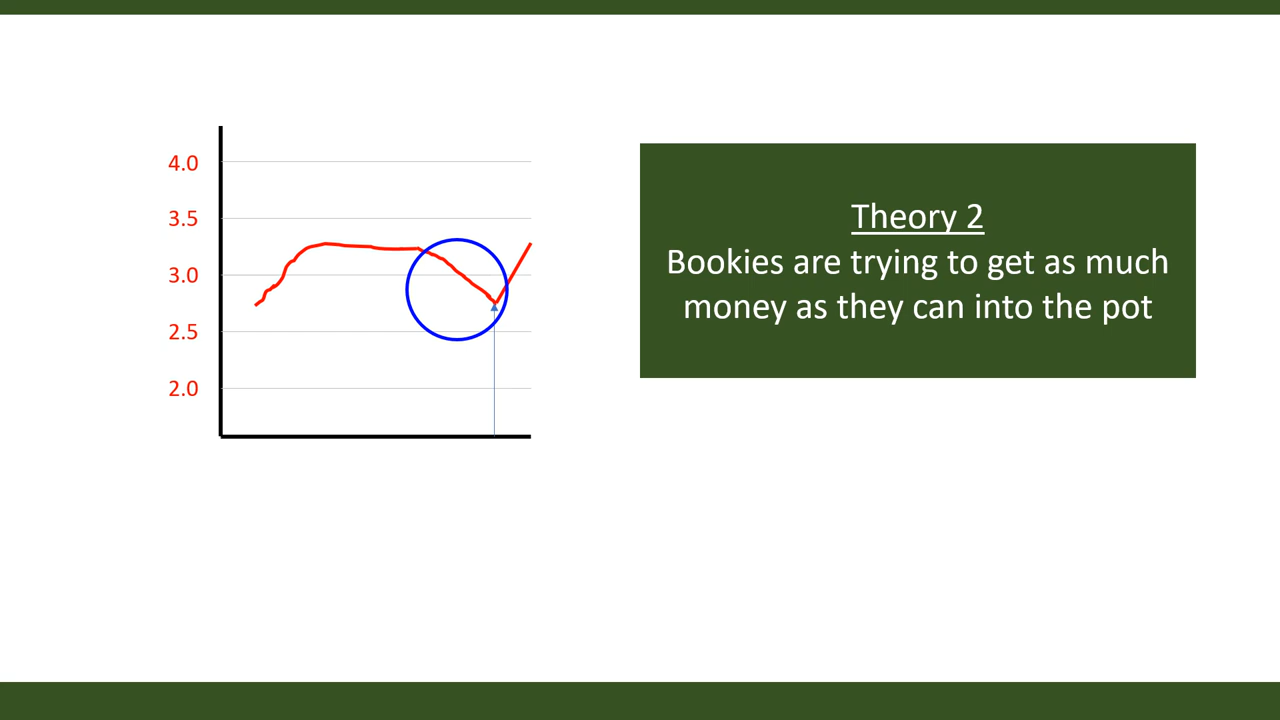 4.0
3.5
3.0
2.5
2.0
Theory 2
Bookies are trying to get as much
money as they can into the pot